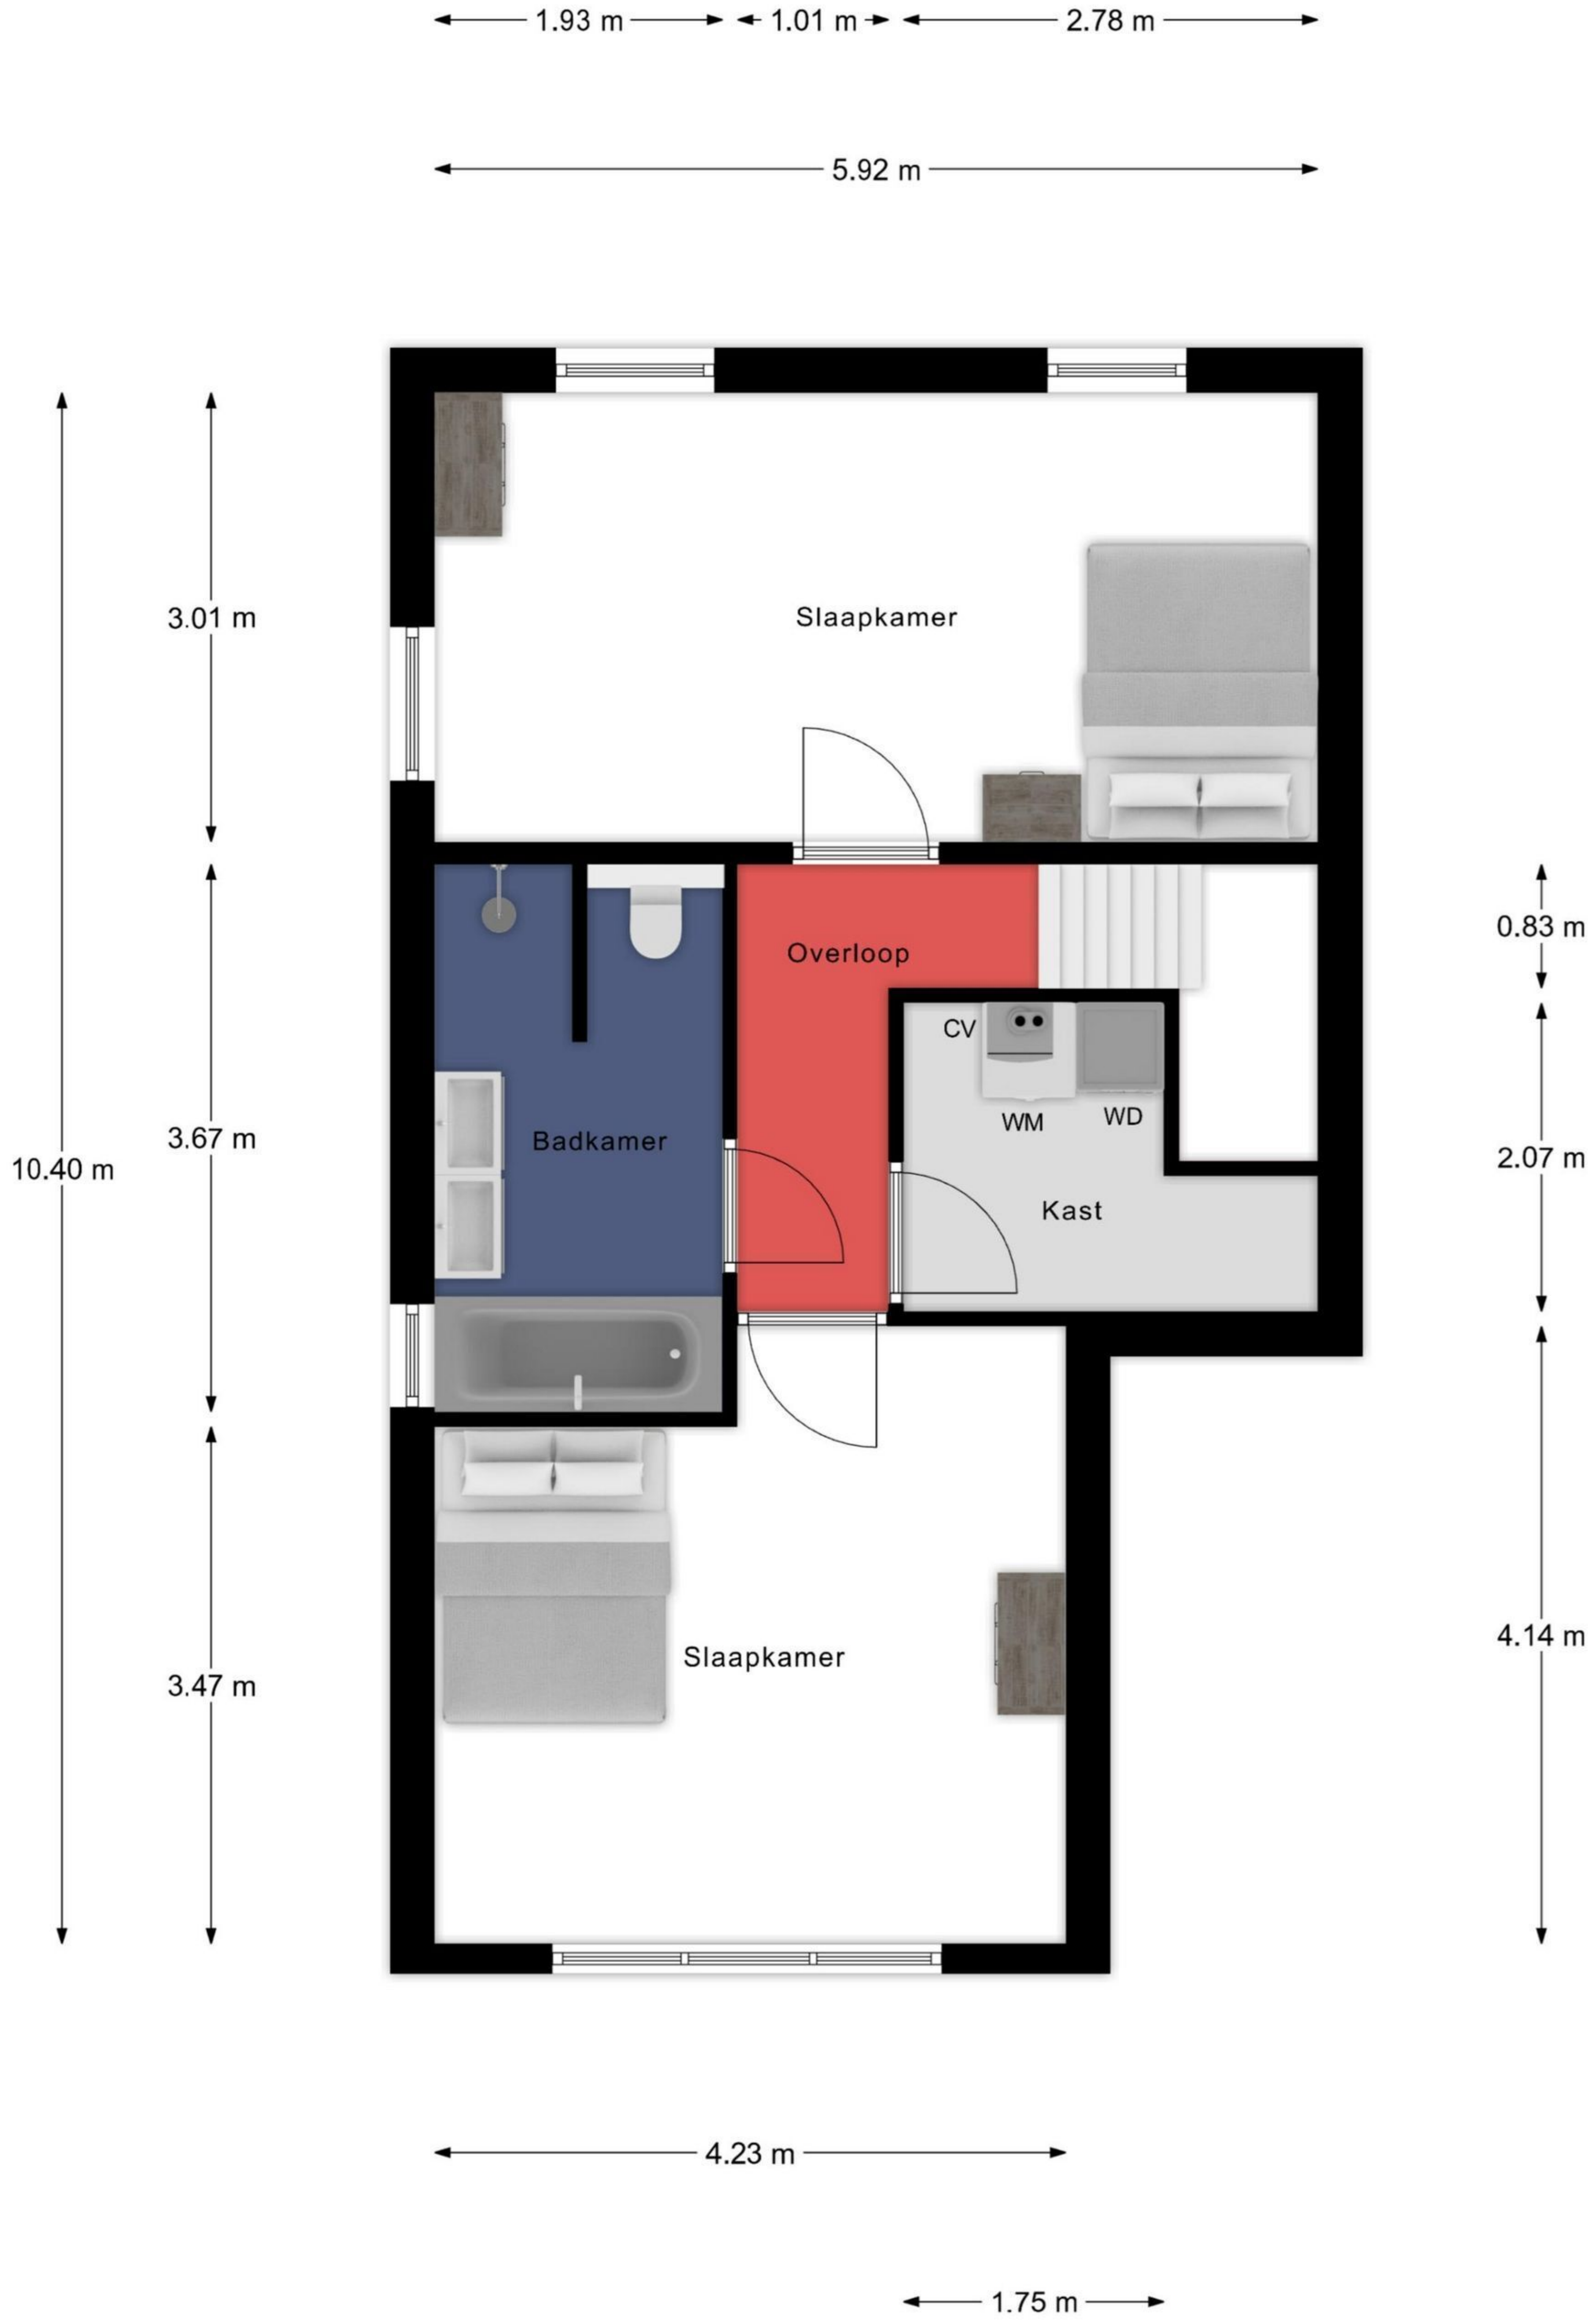 1.93 m
1.01 m
2.78 m
5.92 m
Slaapkamer
3.01 m
0.83 m
Overloop
CV
WM
WD
Badkamer
3.67 m
2.07 m
10.40 m
Kast
4.14 m
Slaapkamer
3.47 m
4.23 m
1.75 m